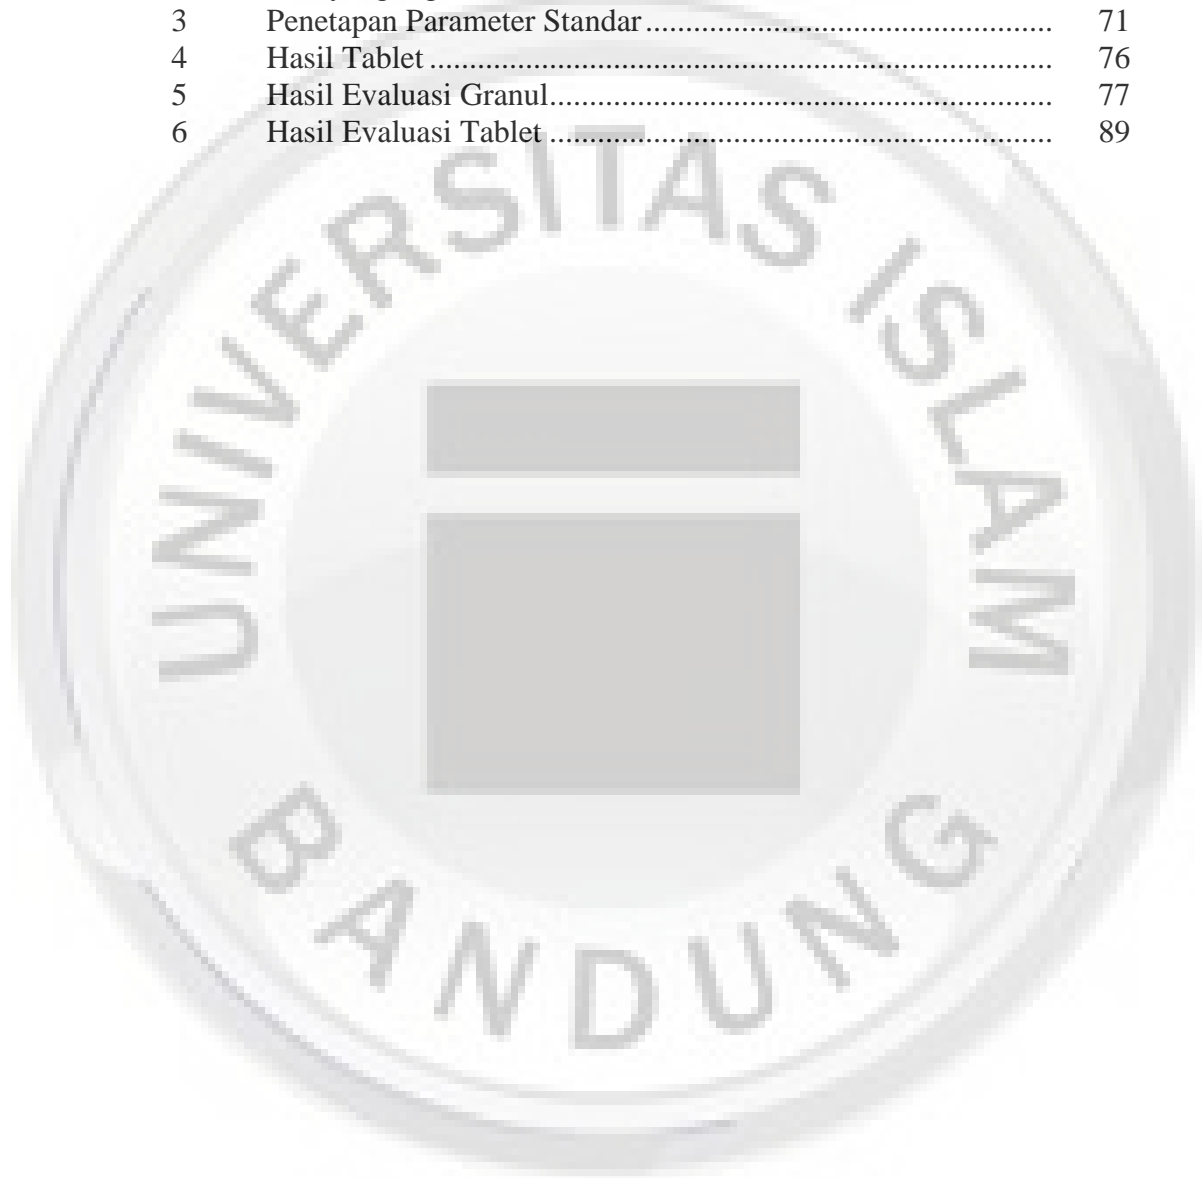 3 Penetapan Parameter Standar ................................................. 71
4 Hasil Tablet ............................................................................ 76
5 Hasil Evaluasi Granul ............................................................. 77
6 Hasil Evaluasi Tablet .............................................................. 89
UNIVERSITAS ISLAM
BANDUNG